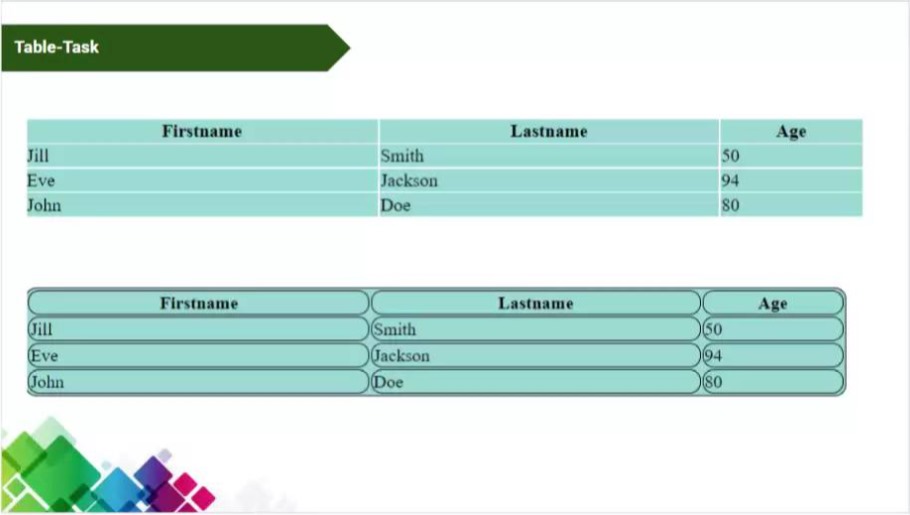 Table-Task
Firstname Lastname Age
Jill Smith 50
Eve Jackson 94
John Doe 80
Firstname Lastname Age
Jill Smith 50
Eve Jackson 94
John Doe 80